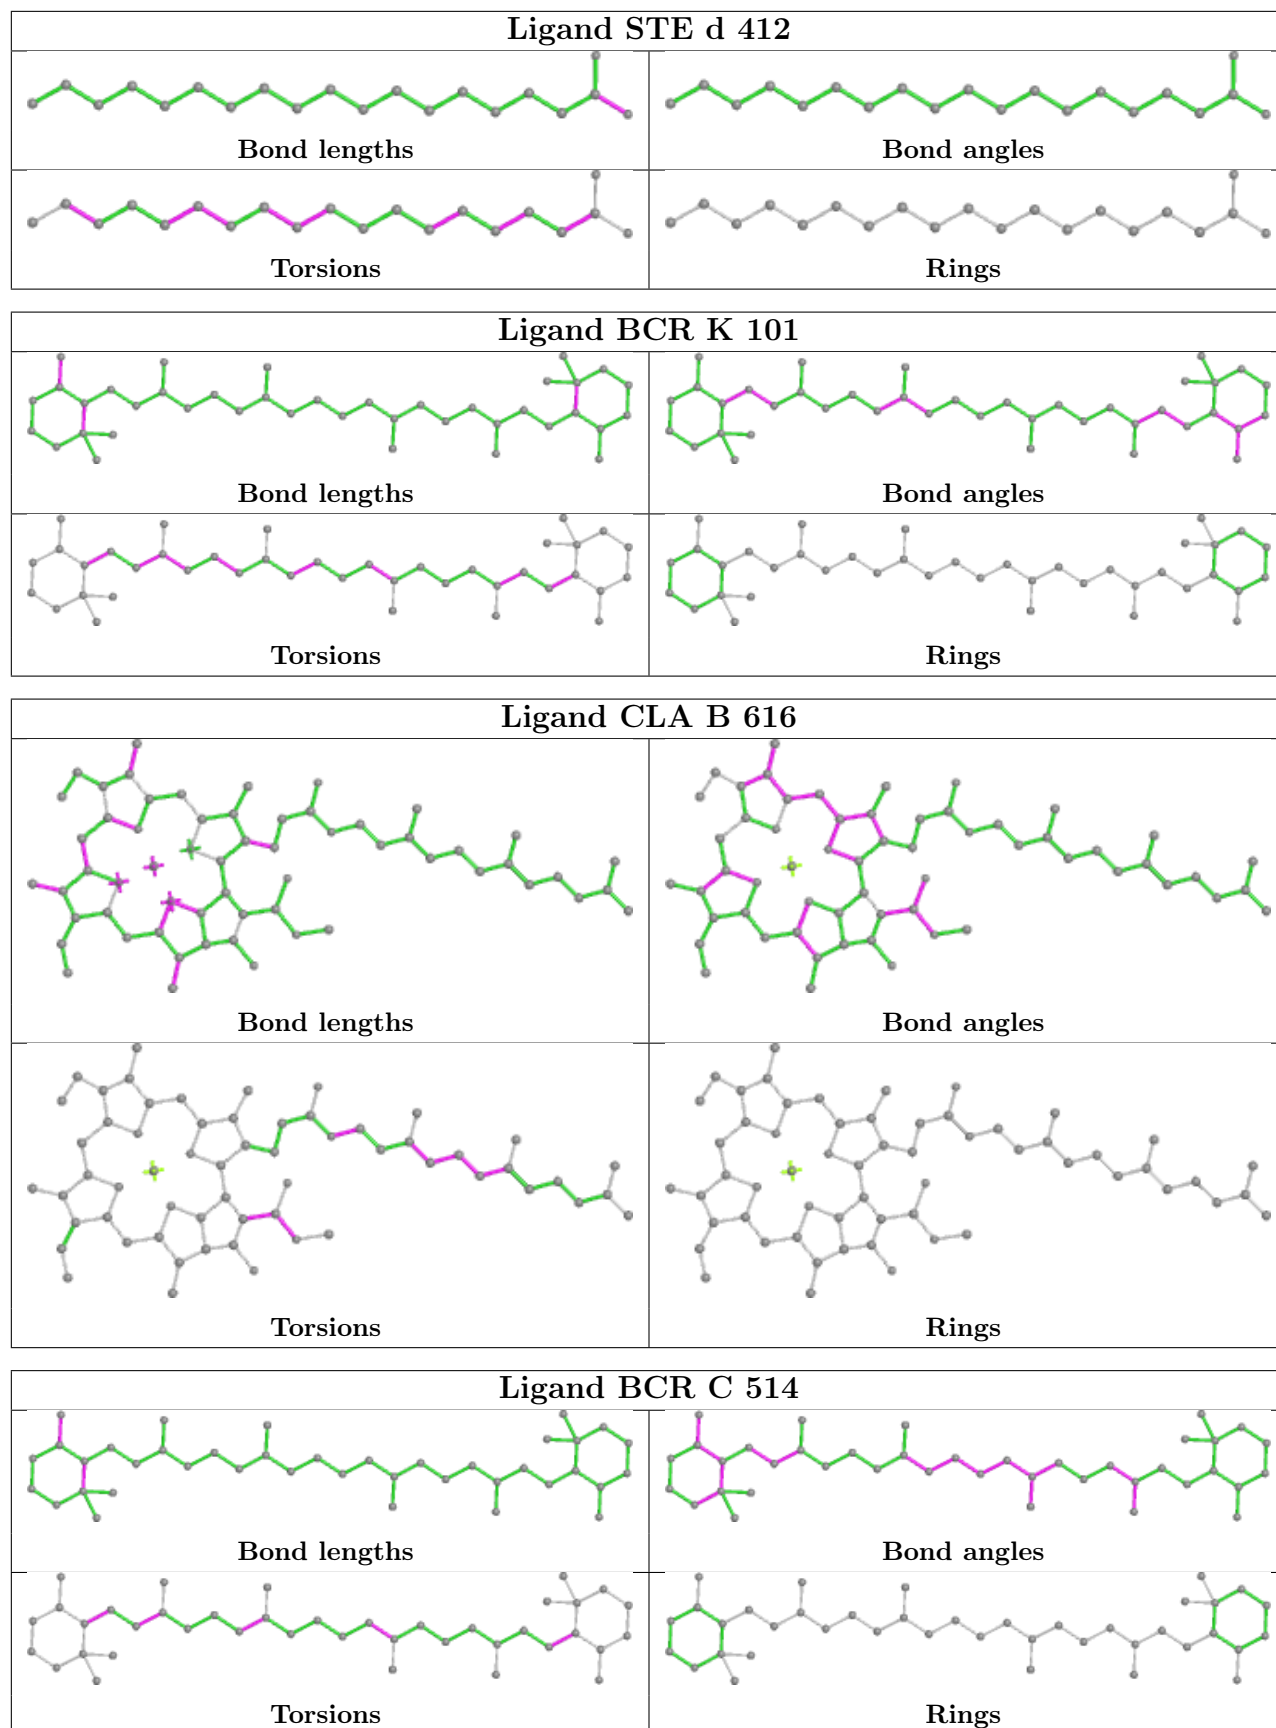 Ligand STE d 412
Bond lengths
Bond angles
Torsions
Rings
Ligand BCR K 101
Bond lengths
Bond angles
Torsions
Rings
Ligand CLA B 616
Bond lengths
Bond angles
Torsions
Rings
Ligand BCR C 514
Bond lengths
Bond angles
Torsions
Rings